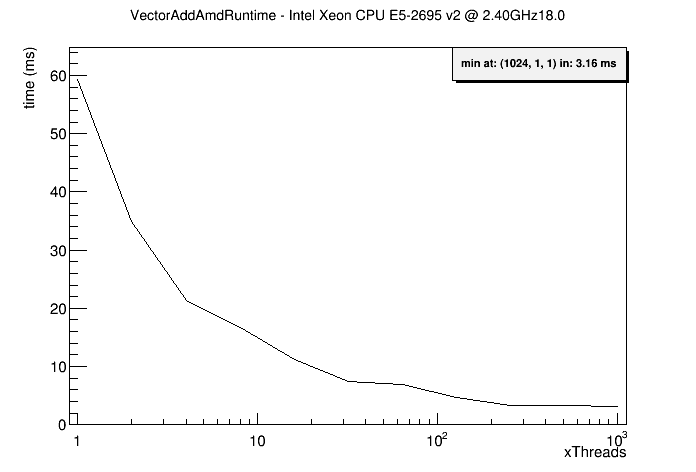 VectorAddAmdRuntime - Intel Xeon CPU E5-2695 v2 @ 2.40GHz18.0
time (ms)
min at: (1024, 1, 1) in: 3.16 ms
60
50
40
30
20
10
0
1 10 10² 10³
xThreads